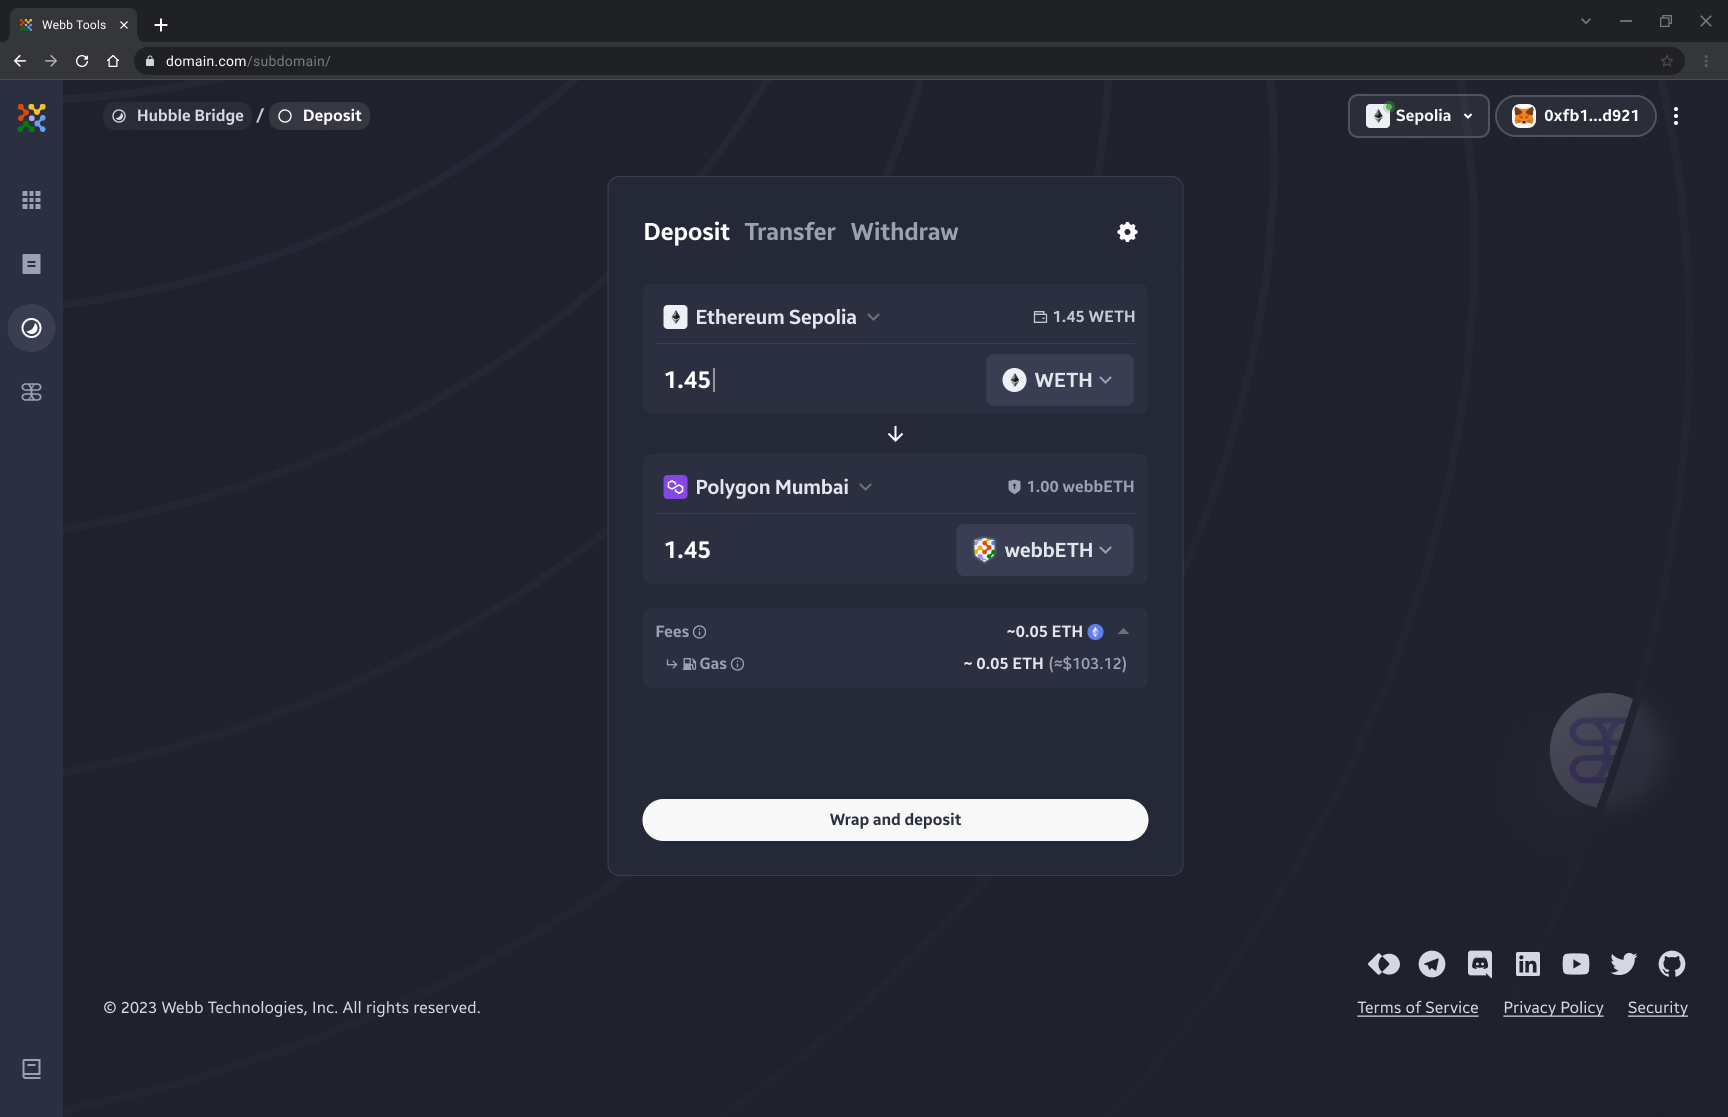 Webb Tools
domain.com/subdomain/
Hubble Bridge / Deposit
Sepolia
0xfb1...d921
Deposit Transfer Withdraw
Ethereum Sepolia
1.45 WETH
1.45
WETH
Polygon Mumbai
1.00 webbETH
1.45
webbETH
Fees
~0.05 ETH
Gas
~ 0.05 ETH (≈$103.12)
Wrap and deposit
© 2023 Webb Technologies, Inc. All rights reserved.
Terms of Service
Privacy Policy
Security